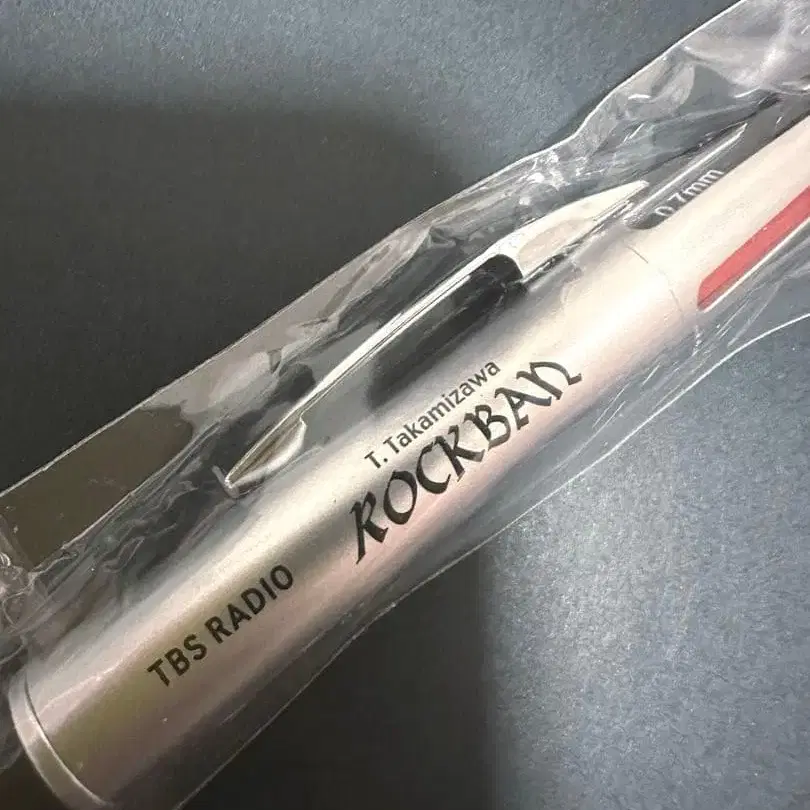 0.7mm
T.Takamizawa
ROCKBAN
TBS RADIO